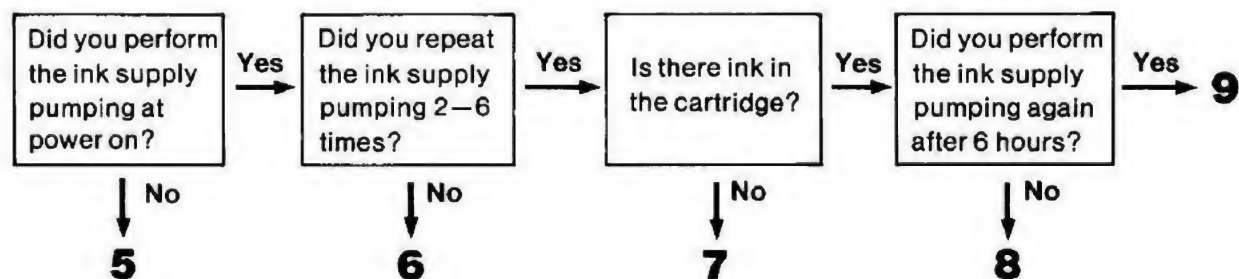 Did you perform
the ink supply
pumping at
power on?
Yes
No
5
Did you repeat
the ink supply
pumping 2—6
times?
Yes
No
6
Is there ink in
the cartridge?
Yes
No
7
Did you perform
the ink supply
pumping again
after 6 hours?
Yes
9
No
8